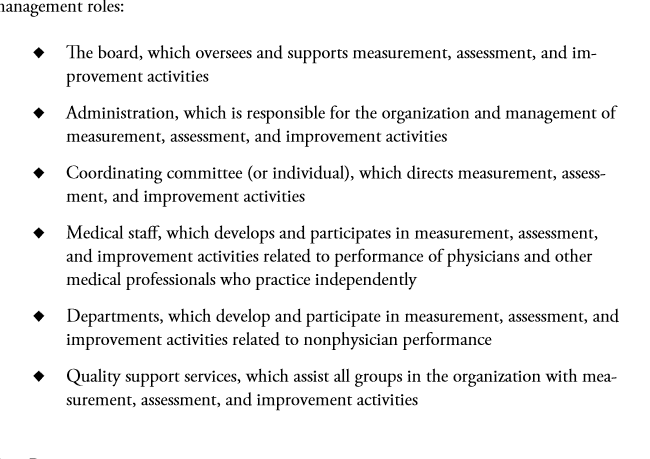 management roles:
◆ The board, which oversees and supports measurement, assessment, and im-
provement activities
◆ Administration, which is responsible for the organization and management of
measurement, assessment, and improvement activities
◆ Coordinating committee (or individual), which directs measurement, assess-
ment, and improvement activities
◆ Medical staff, which develops and participates in measurement, assessment,
and improvement activities related to performance of physicians and other
medical professionals who practice independently
◆ Departments, which develop and participate in measurement, assessment, and
improvement activities related to nonphysician performance
◆ Quality support services, which assist all groups in the organization with mea-
surement, assessment, and improvement activities